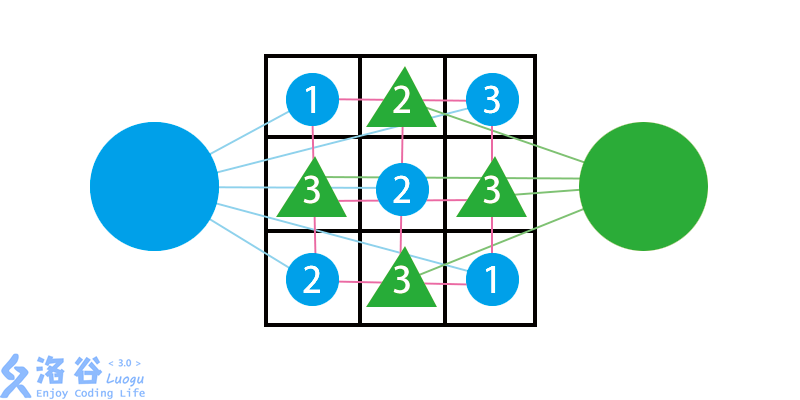 1 2 3
3 2 3
2 3 1
洛谷 < 3.0 >
Luogu
Enjoy Coding Life